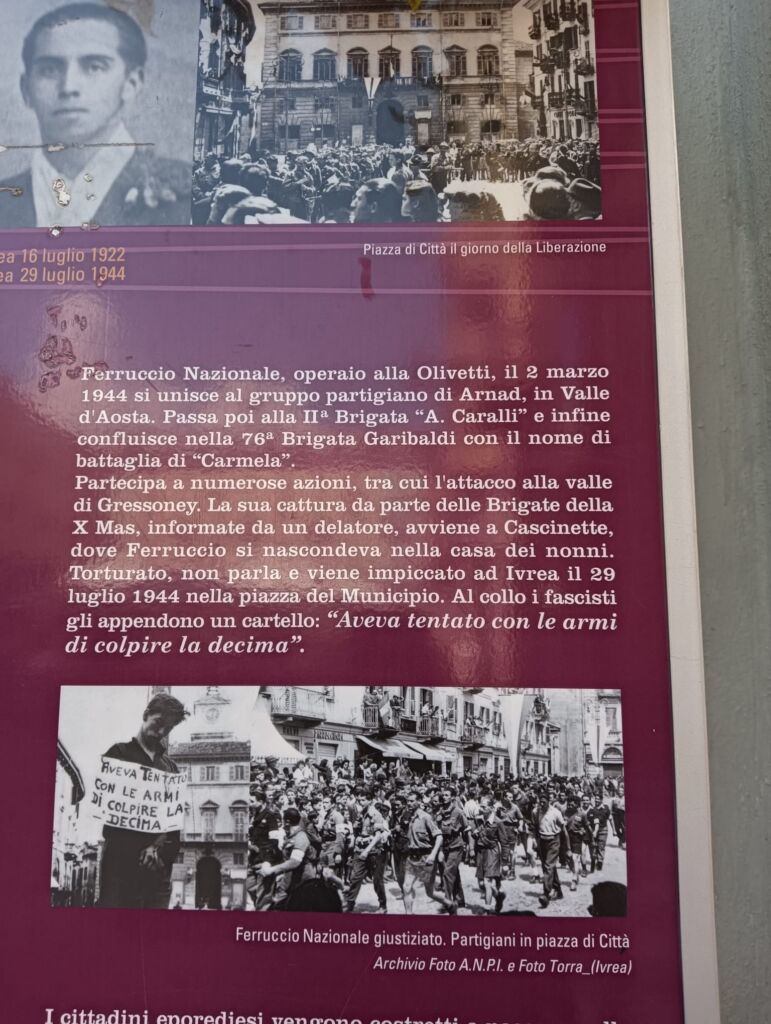 Piazza di Città il giorno della Liberazione
ea 16 luglio 1922
ea 29 luglio 1944
Ferruccio Nazionale, operaio alla Olivetti, il 2 marzo
1944 si unisce al gruppo partigiano di Arnad, in Valle
d'Aosta. Passa poi alla IIª Brigata “A. Caralli” e infine
confluisce nella 76ª Brigata Garibaldi con il nome di
battaglia di “Carmela”.
Partecipa a numerose azioni, tra cui l'attacco alla valle
di Gressoney. La sua cattura da parte delle Brigate della
X Mas, informate da un delatore, avviene a Cascinette,
dove Ferruccio si nascondeva nella casa dei nonni.
Torturato, non parla e viene impiccato ad Ivrea il 29
luglio 1944 nella piazza del Municipio. Al collo i fascisti
gli appendono un cartello: “Aveva tentato con le armi
di colpire la decima”.
AVEVA TENTATO
CON LE ARMI
DI COLPIRE LA
DECIMA
Ferruccio Nazionale giustiziato. Partigiani in piazza di Città
Archivio Foto A.N.P.I. e Foto Torra_(Ivrea)
I cittadini eporediesi vengono costretti a